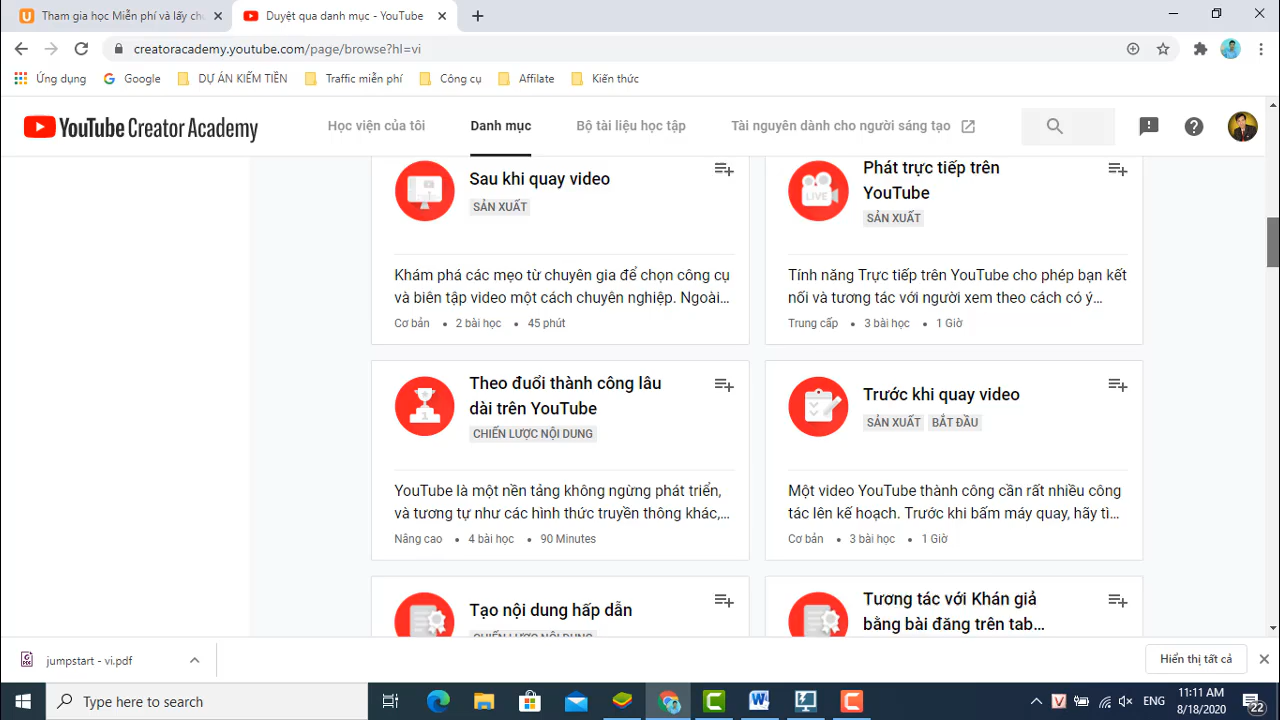 Tham gia học Miễn phí và lấy ch
Duyệt qua danh mục - YouTube
creatoracademy.youtube.com/page/browse?hl=vi
Ứng dụng
Google
DỰ ÁN KIẾM TIỀN
Traffic miễn phí
Công cụ
Affilate
Kiến thức
YouTube Creator Academy
Học viện của tôi
Danh mục
Bộ tài liệu học tập
Tài nguyên dành cho người sáng tạo
Sau khi quay video
SẢN XUẤT
Khám phá các mẹo từ chuyên gia để chọn công cụ
và biên tập video một cách chuyên nghiệp. Ngoài...
Cơ bản • 2 bài học • 45 phút
LIVE
Phát trực tiếp trên
YouTube
SẢN XUẤT
Tính năng Trực tiếp trên YouTube cho phép bạn kết
nối và tương tác với người xem theo cách có ý...
Trung cấp • 3 bài học • 1 Giờ
1
Theo đuổi thành công lâu
dài trên YouTube
CHIẾN LƯỢC NỘI DUNG
YouTube là một nền tảng không ngừng phát triển,
và tương tự như các hình thức truyền thông khác,...
Nâng cao • 4 bài học • 90 Minutes
Trước khi quay video
SẢN XUẤT BẮT ĐẦU
Một video YouTube thành công cần rất nhiều công
tác lên kế hoạch. Trước khi bấm máy quay, hãy tì...
Cơ bản • 3 bài học • 1 Giờ
Tạo nội dung hấp dẫn
CHIẾN LƯỢC NỘI DUNG
Tương tác với Khán giả
bằng bài đăng trên tab...
jumpstart - vi.pdf
Hiển thị tất cả
Type here to search
ENG
11:11 AM
8/18/2020
22